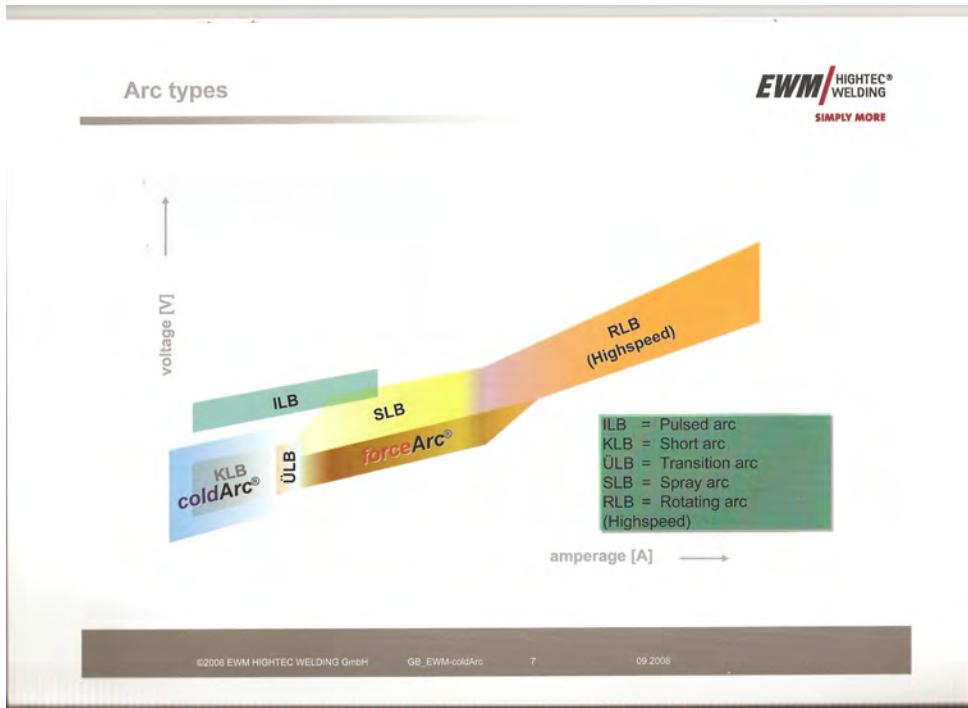 Arc types
EWM HIGHTEC®
WELDING
SIMPLY MORE
voltage [V]
ILB
SLB
RLB
(Highspeed)
ÜLB
forceArc®
KLB
coldArc®
ILB = Pulsed arc
KLB = Short arc
ÜLB = Transition arc
SLB = Spray arc
RLB = Rotating arc
(Highspeed)
amperage [A]
©2008 EWM HIGHTEC WELDING GmbH GB_EWM-coldArc 7 09.2008